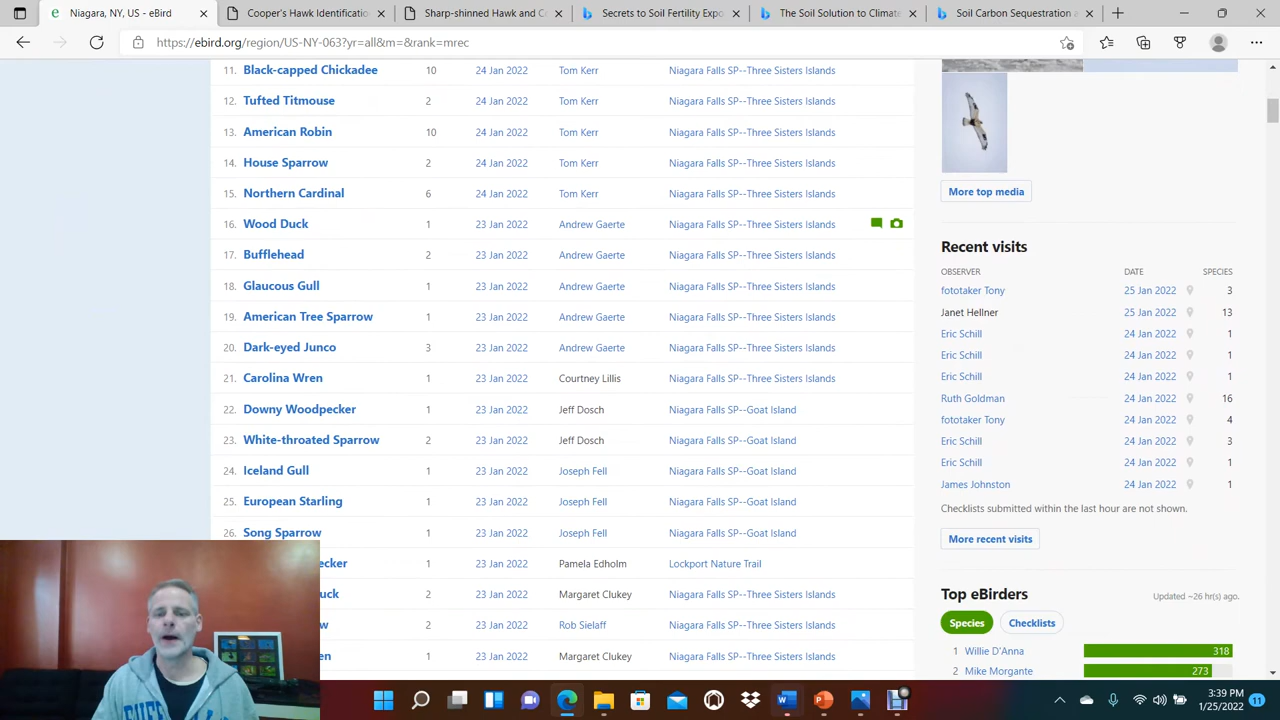 Niagara, NY, US - eBird
Cooper's Hawk Chickadee
Sharp-shinned Hawk and C
Secrets to Soil Fertility Expo
The Soil Solution to Climate
Soil Carbon Sequestration a
https://ebird.org/region/US-NY-063?yr=all&m=&rank=mrec
11. Black-capped Chickadee 10 24 Jan 2022 Tom Kerr Niagara Falls SP--Three Sisters Islands
12. Tufted Titmouse 2 24 Jan 2022 Tom Kerr Niagara Falls SP--Three Sisters Islands
13. American Robin 10 24 Jan 2022 Tom Kerr Niagara Falls SP--Three Sisters Islands
14. House Sparrow 2 24 Jan 2022 Tom Kerr Niagara Falls SP--Three Sisters Islands
15. Northern Cardinal 6 24 Jan 2022 Tom Kerr Niagara Falls SP--Three Sisters Islands
16. Wood Duck 1 23 Jan 2022 Andrew Gaerte Niagara Falls SP--Three Sisters Islands
17. Bufflehead 2 23 Jan 2022 Andrew Gaerte Niagara Falls SP--Three Sisters Islands
18. Glaucous Gull 1 23 Jan 2022 Andrew Gaerte Niagara Falls SP--Three Sisters Islands
19. American Tree Sparrow 1 23 Jan 2022 Andrew Gaerte Niagara Falls SP--Three Sisters Islands
20. Dark-eyed Junco 3 23 Jan 2022 Andrew Gaerte Niagara Falls SP--Three Sisters Islands
21. Carolina Wren 1 23 Jan 2022 Courtney Lillis Niagara Falls SP--Three Sisters Islands
22. Downy Woodpecker 1 23 Jan 2022 Jeff Dosch Niagara Falls SP--Goat Island
23. White-throated Sparrow 2 23 Jan 2022 Jeff Dosch Niagara Falls SP--Goat Island
24. Iceland Gull 1 23 Jan 2022 Joseph Fell Niagara Falls SP--Goat Island
25. European Starling 1 23 Jan 2022 Joseph Fell Niagara Falls SP--Goat Island
26. Song Sparrow 1 23 Jan 2022 Joseph Fell Niagara Falls SP--Goat Island
ecker 1 23 Jan 2022 Pamela Edholm Lockport Nature Trail
uck 2 23 Jan 2022 Margaret Clukey Niagara Falls SP--Three Sisters Islands
w 2 23 Jan 2022 Rob Sielaff Niagara Falls SP--Three Sisters Islands
en 1 23 Jan 2022 Margaret Clukey Niagara Falls SP--Three Sisters Islands
More top media
Recent visits
OBSERVER DATE SPECIES
fototaker Tony 25 Jan 2022 3
Janet Hellner 25 Jan 2022 13
Eric Schill 24 Jan 2022 1
Eric Schill 24 Jan 2022 1
Eric Schill 24 Jan 2022 1
Ruth Goldman 24 Jan 2022 16
fototaker Tony 24 Jan 2022 4
Eric Schill 24 Jan 2022 3
Eric Schill 24 Jan 2022 1
James Johnston 24 Jan 2022 1
Checklists submitted within the last hour are not shown.
More recent visits
Top eBirders Updated ~26 hr(s) ago.
Species Checklists
1 Willie D'Anna 318
2 Mike Morgante 273
3:39 PM
1/25/2022